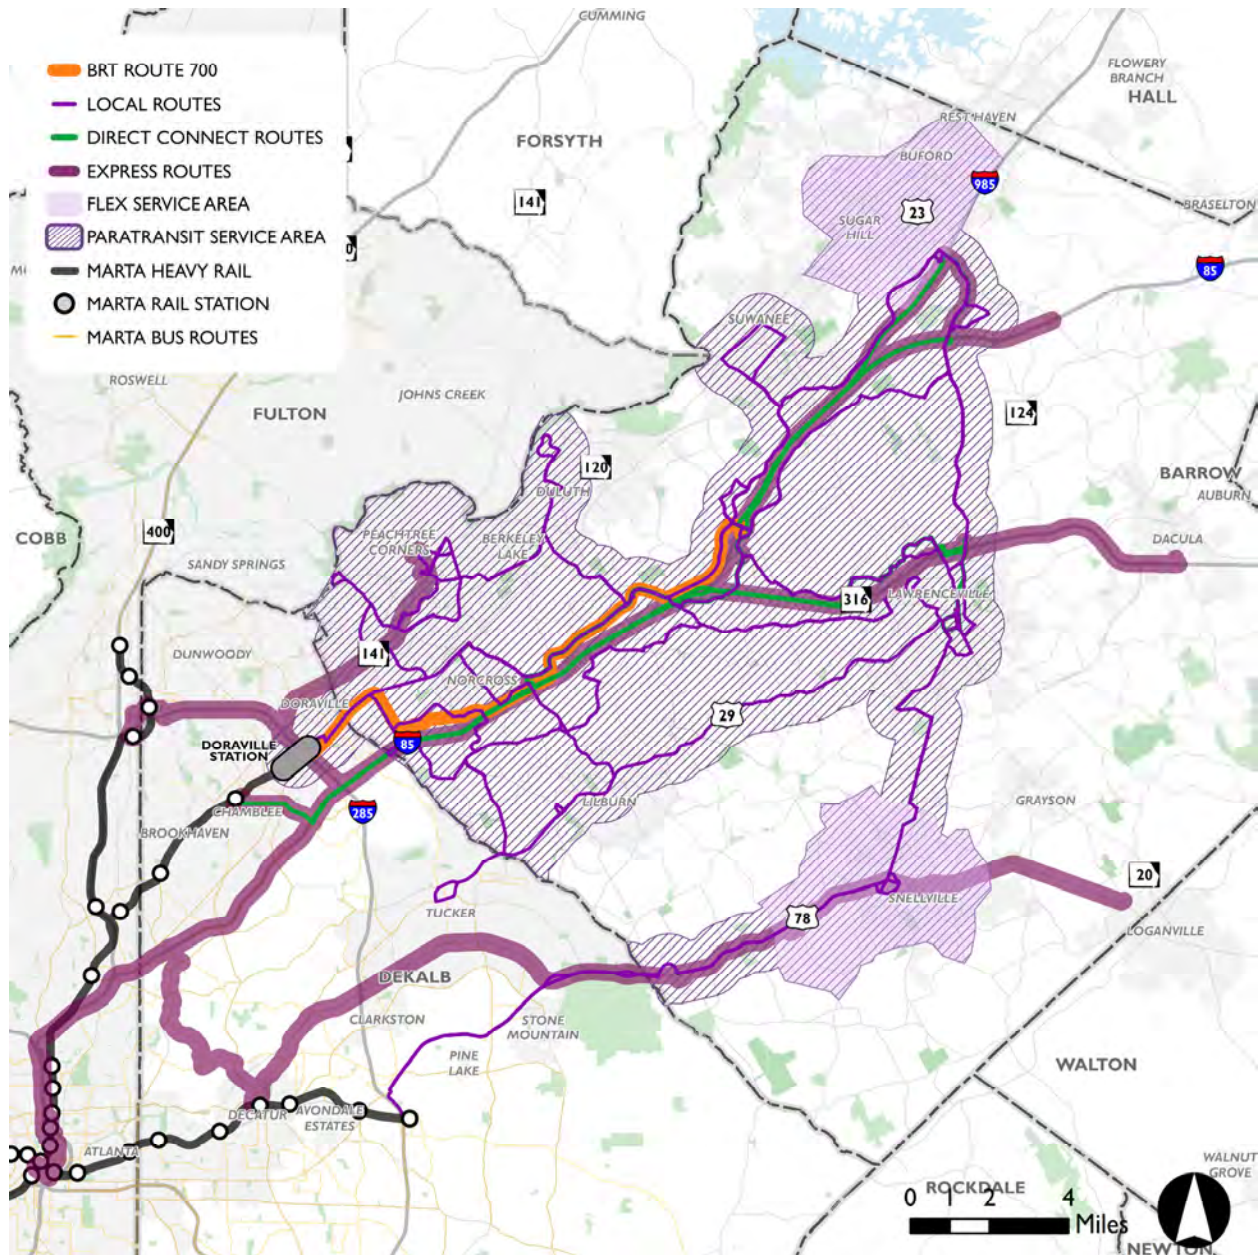 CUMMING
BRT ROUTE 700
LOCAL ROUTES
DIRECT CONNECT ROUTES
EXPRESS ROUTES
FLEX SERVICE AREA
PARATRANSIT SERVICE AREA
MARTA HEAVY RAIL
MARTA RAIL STATION
MARTA BUS ROUTES
FLOWERY
BRANCH
HALL
REST HAVEN
FORSYTH
BUFORD
985
141
23
SUGAR
HILL
BRASELTON
85
SUWANEE
ROSWELL
JOHNS CREEK
FULTON
124
120
BARROW
AUBURN
DULUTH
400
COBB
PEACHTREE
CORNERS
BERKELEY
LAKE
DACULA
SANDY SPRINGS
316
LAWRENCEVILLE
DUNWOODY
141
NORCROSS
DORAVILLE
29
DORAVILLE
STATION
85
285
CHAMBLEE
LILBURN
GRAYSON
BROOKHAVEN
20
SNELLVILLE
TUCKER
78
LOGANVILLE
DEKALB
CLARKSTON
STONE
MOUNTAIN
PINE
LAKE
WALTON
DECATUR
AVONDALE
ESTATES
ATLANTA
WALNUT
GROVE
ROCKDALE
0 1 2 4
Miles
NEWTON